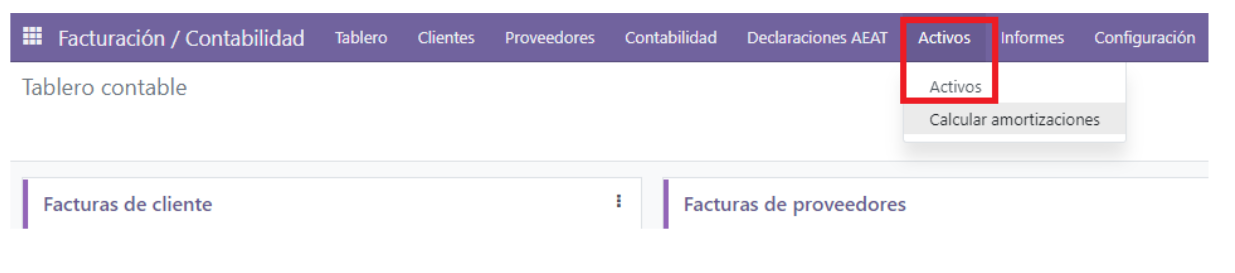 Facturación / Contabilidad Tablero Clientes Proveedores Contabilidad Declaraciones AEAT Activos Informes Configuración
Tablero contable
Activos
Calcular amortizaciones
Facturas de cliente
Facturas de proveedores